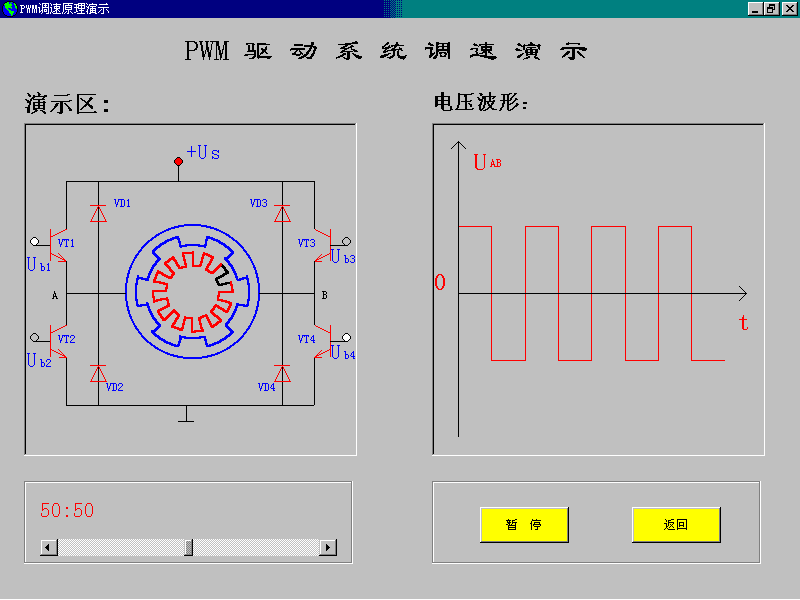 PWM调速原理演示
PWM 驱 动 系 统 调 速 演 示
演示区:
电压波形:
+Us
VD1
VD3
VT1
VT3
Ub1
Ub3
A
B
VT2
VT4
Ub2
Ub4
VD2
VD4
UAB
0
t
50:50
暂 停
返回